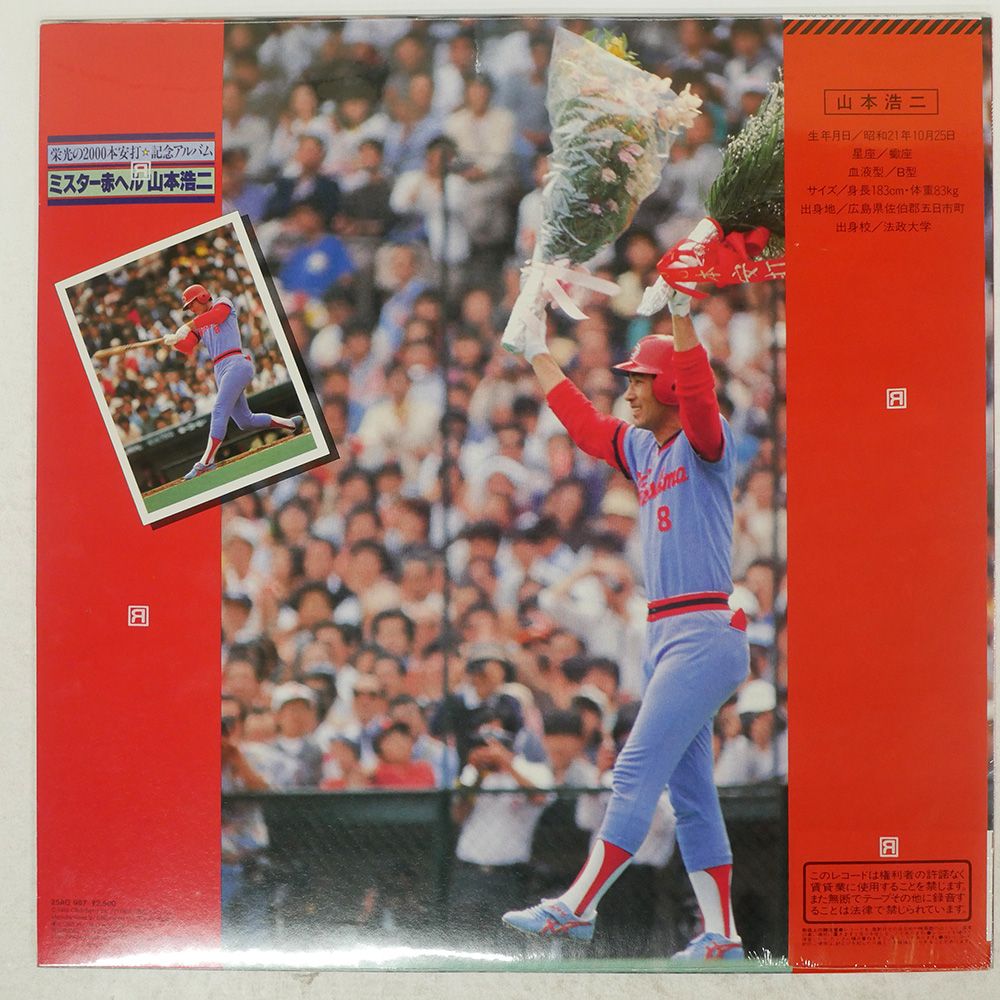 栄光の2000本安打★記念アルバム
ミスター赤ヘル 山本浩二
山本浩二
生年月日/昭和21年10月25日
星座/蠍座
血液型/B型
サイズ/身長183cm・体重83kg
出身地/広島県佐伯郡五日市町
出身校/法政大学
山本 安打
8
25AG 987 ¥2,500
このレコードは権利者の許諾なく
賃貸業に使用することを禁じます。
また無断でテープその他に録音す
ることは法律で禁じられています。